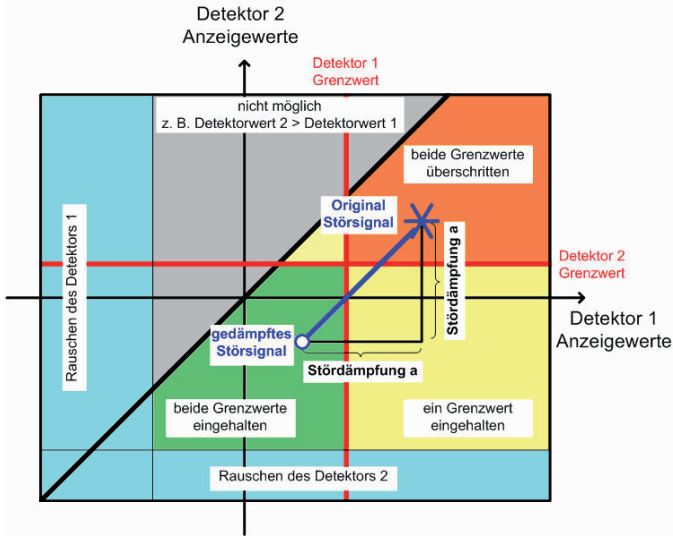 Detektor 2
Anzeigewerte
Detektor 1
Grenzwert
nicht möglich
z. B. Detektorwert 2 > Detektorwert 1
beide Grenzwerte
überschritten
Original
Störsignal
Rauschen des Detektors 1
Stördämpfung a
Detektor 2
Grenzwert
Detektor 1
Anzeigewerte
gedämpftes
Störsignal
Stördämpfung a
beide Grenzwerte
eingehalten
ein Grenzwert
eingehalten
Rauschen des Detektors 2